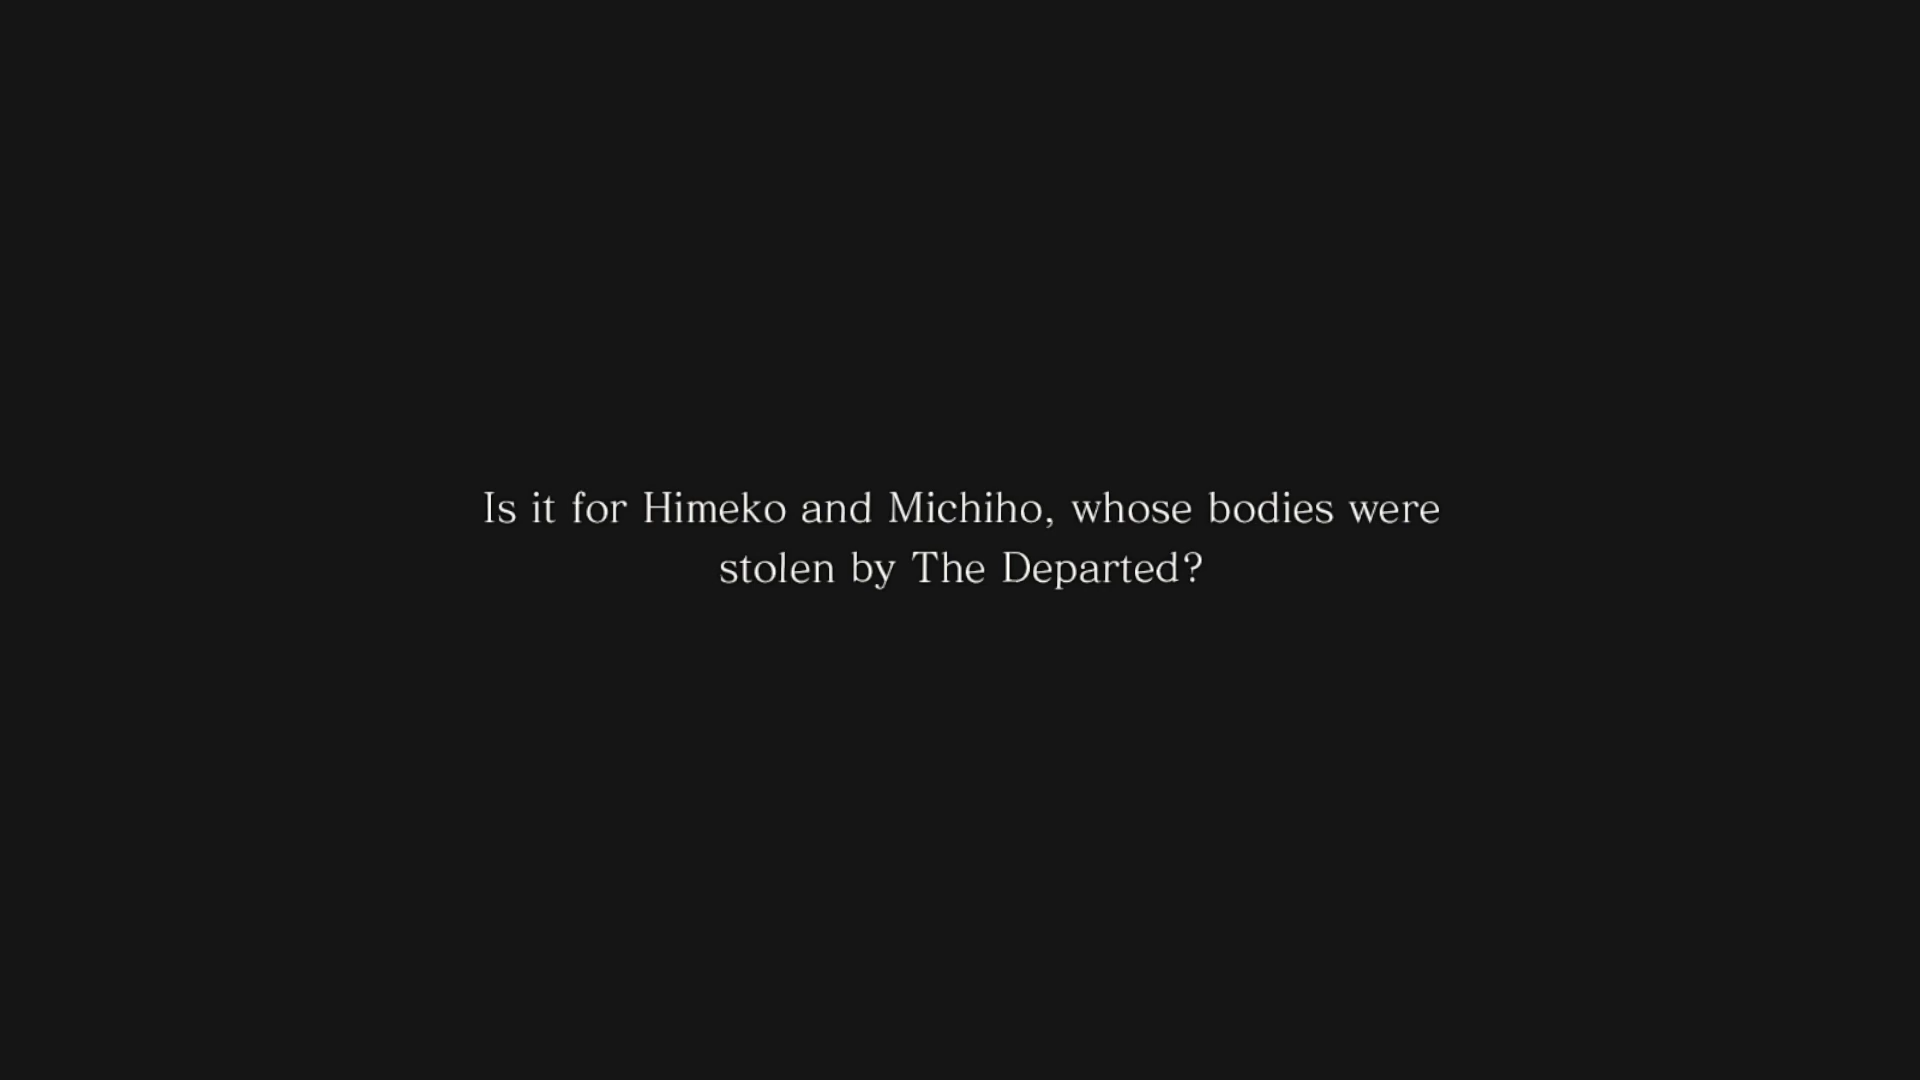 Is it for Himeko and Michiho, whose bodies were
stolen by The Departed?